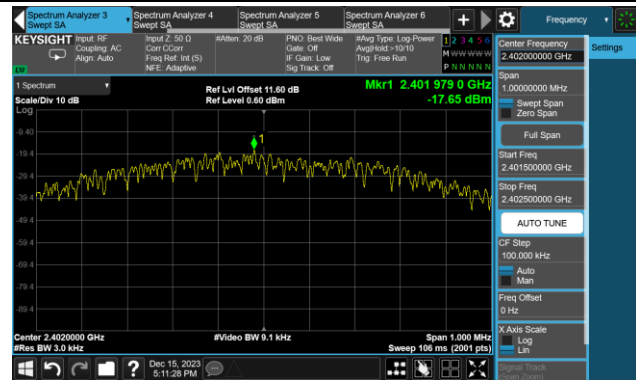 Spectrum Analyzer 3
Swept SA
Spectrum Analyzer 4
Swept SA
Spectrum Analyzer 5
Swept SA
Spectrum Analyzer 6
Swept SA
+
Frequency
KEYSIGHT
Input: RF
Coupling: AC
Align: Auto
Input Z: 50 Ω
Corr CCorr
Freq Ref: Int (S)
NFE: Adaptive
#Atten: 20 dB
PNO: Best Wide
Gate: Off
IF Gain: Low
Sig Track: Off
#Avg Type: Log-Power
Avg|Hold:>10/10
Trig: Free Run
1 2 3 4 5 6
M W W W W W
P N N N N N
1 Spectrum
Scale/Div 10 dB
Log
Ref Lvl Offset 11.60 dB
Ref Level 0.60 dBm
Mkr1 2.401 979 0 GHz
-17.65 dBm
1
-9.40
-19.4
-29.4
-39.4
-49.4
-59.4
-69.4
-79.4
-89.4
Center 2.4020000 GHz
#Res BW 3.0 kHz
#Video BW 9.1 kHz
Span 1.000 MHz
Sweep 106 ms (2001 pts)
Center Frequency
2.402000000 GHz
Settings
Span
1.00000000 MHz
Swept Span
Zero Span
Full Span
Start Freq
2.401500000 GHz
Stop Freq
2.402500000 GHz
AUTO TUNE
CF Step
100.000 kHz
Auto
Man
Freq Offset
0 Hz
X Axis Scale
Log
Lin
Signal Track
(Span Zoom)
?
Dec 15, 2023
5:11:28 PM